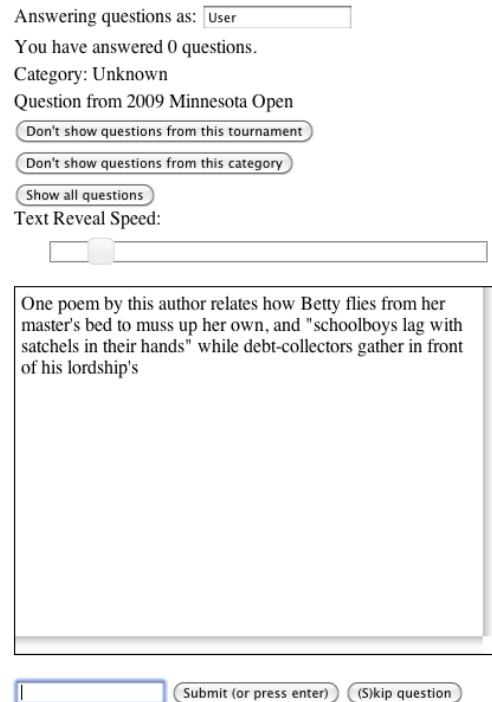 Answering questions as: User
You have answered 0 questions.
Category: Unknown
Question from 2009 Minnesota Open
Don't show questions from this tournament
Don't show questions from this category
Show all questions
Text Reveal Speed:
One poem by this author relates how Betty flies from her
master's bed to muss up her own, and "schoolboys lag with
satchels in their hands" while debt-collectors gather in front
of his lordship's
Submit (or press enter) (S)kip question